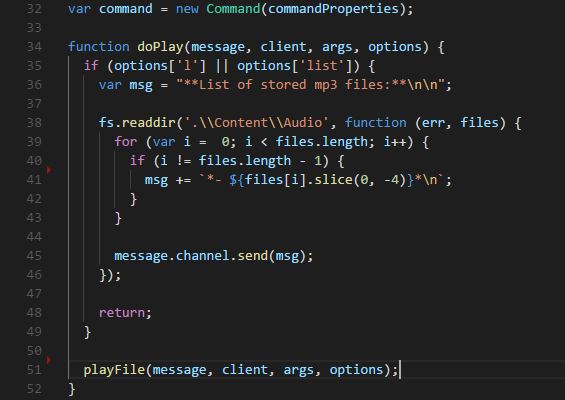 32 var command = new Command(commandProperties);
33
34 function doPlay(message, client, args, options) {
35   if (options['l'] || options['list']) {
36     var msg = "**List of stored mp3 files:**\n\n";
37
38     fs.readdir('.\\Content\\Audio', function (err, files) {
39       for (var i =  0; i < files.length; i++) {
40         if (i != files.length - 1) {
41           msg += `*- ${files[i].slice(0, -4)}*\n`;
42         }
43       }
44
45       message.channel.send(msg);
46     });
47
48     return;
49   }
50
51   playFile(message, client, args, options);
52 }